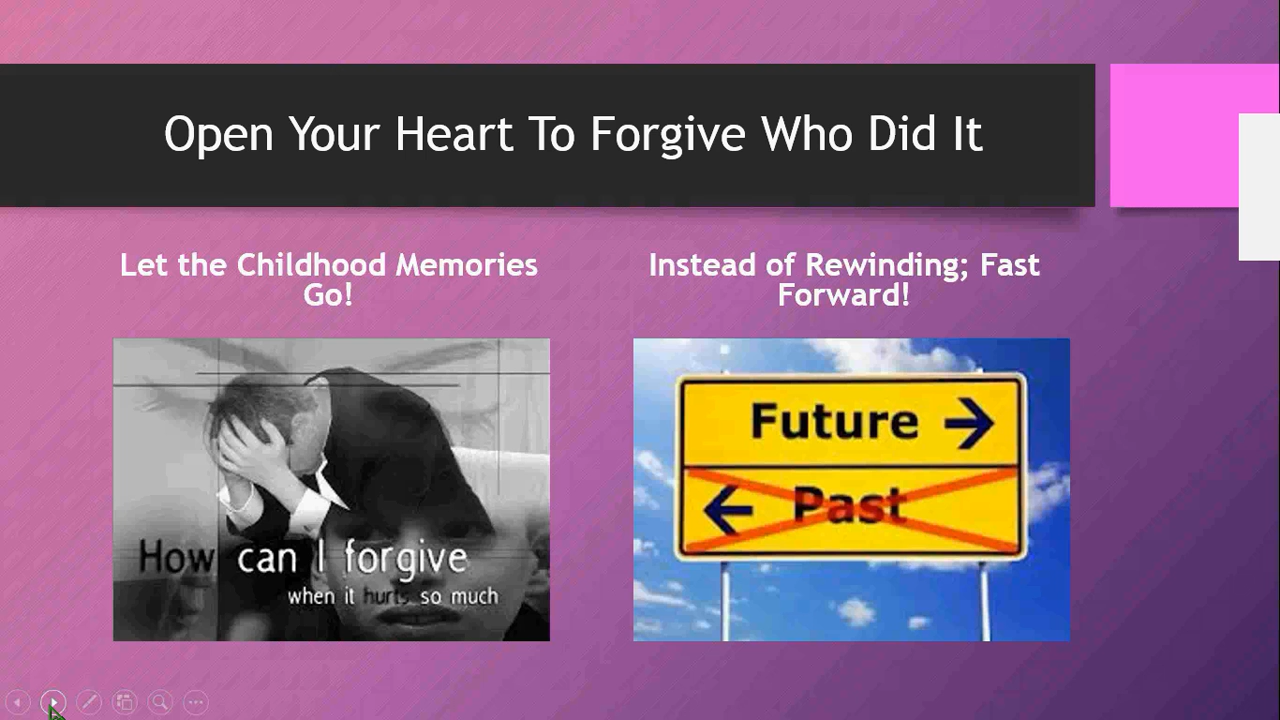 Open Your Heart To Forgive Who Did It
Let the Childhood Memories
Go!
Instead of Rewinding; Fast
Forward!
How can I forgive
when it hurts so much
Future
Past